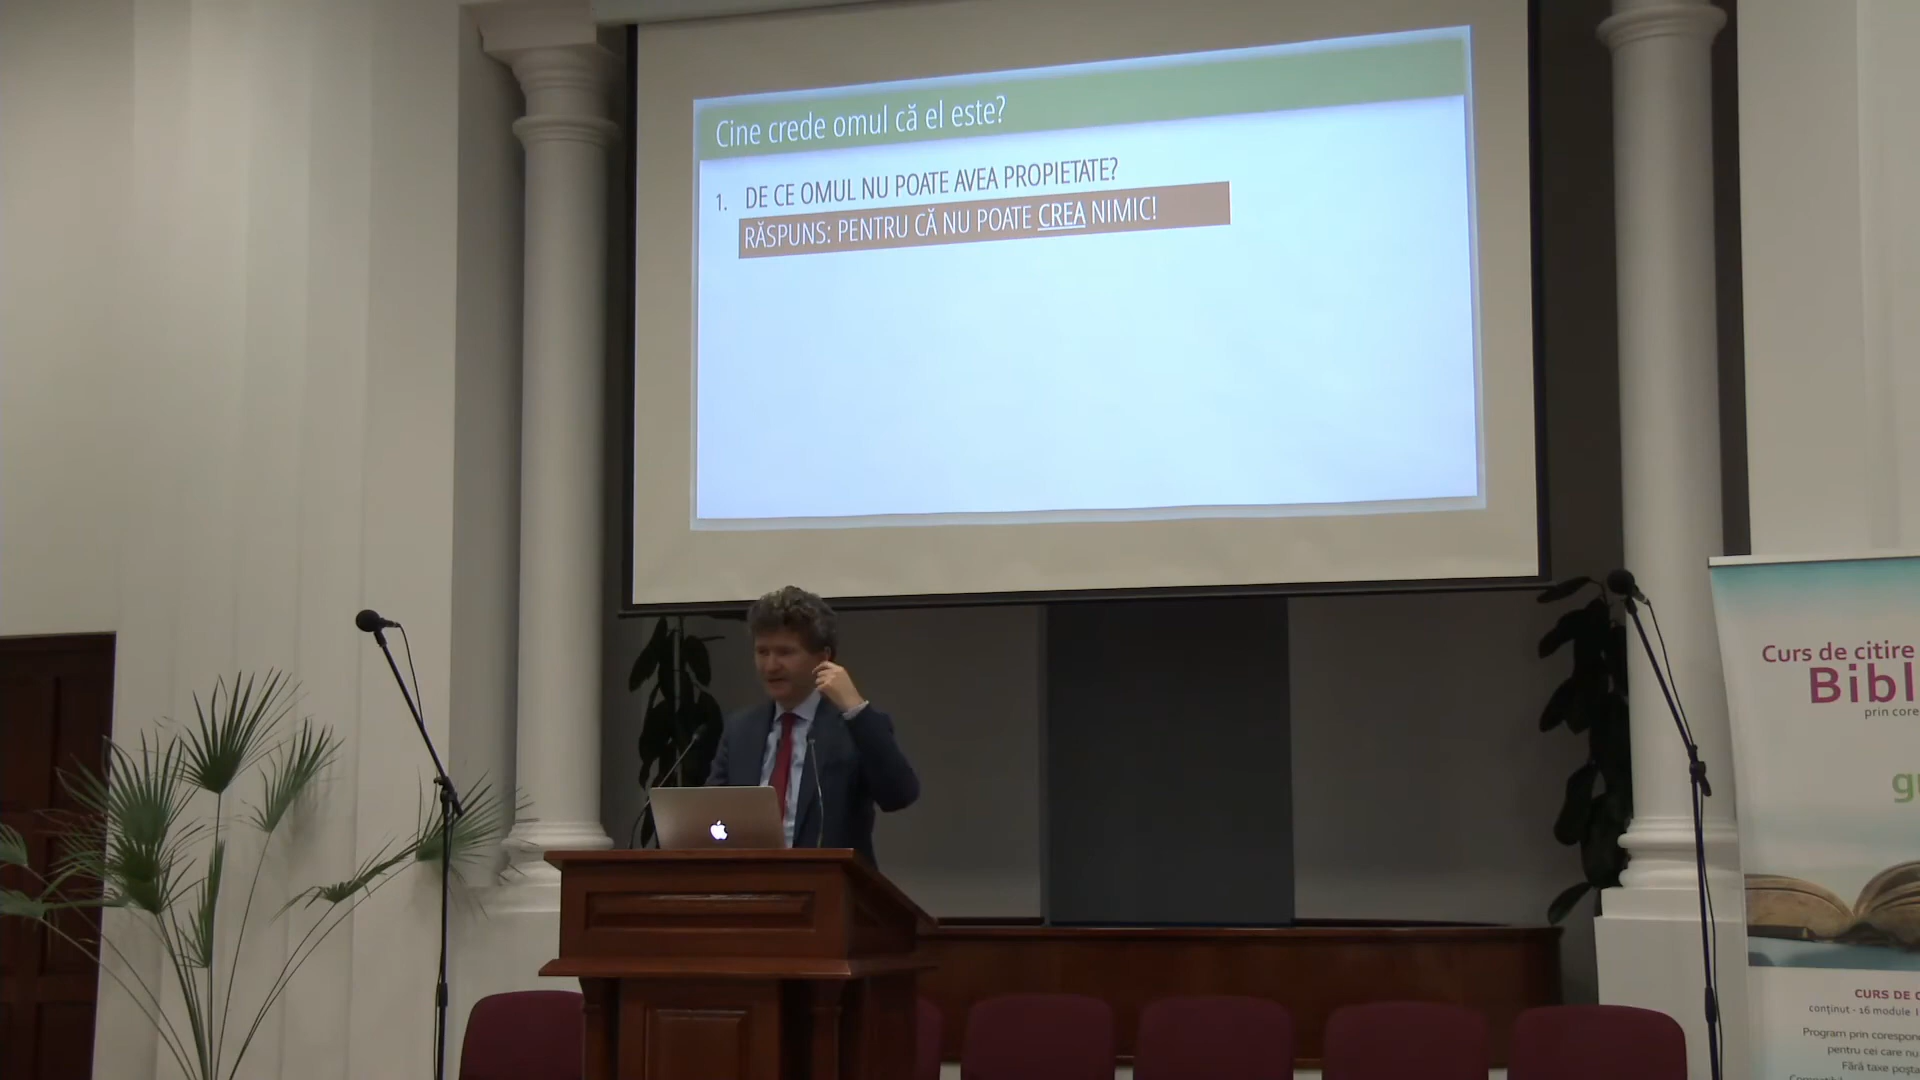 Cine crede omul că el este?
1. DE CE OMUL NU POATE AVEA PROPIETATE?
RĂSPUNS: PENTRU CĂ NU POATE CREA NIMIC!
Curs de citire
Bibl
prin core
CURS DE C
conținut - 16 module
Program prin corespon
pentru cei care nu
Fără taxe poșta